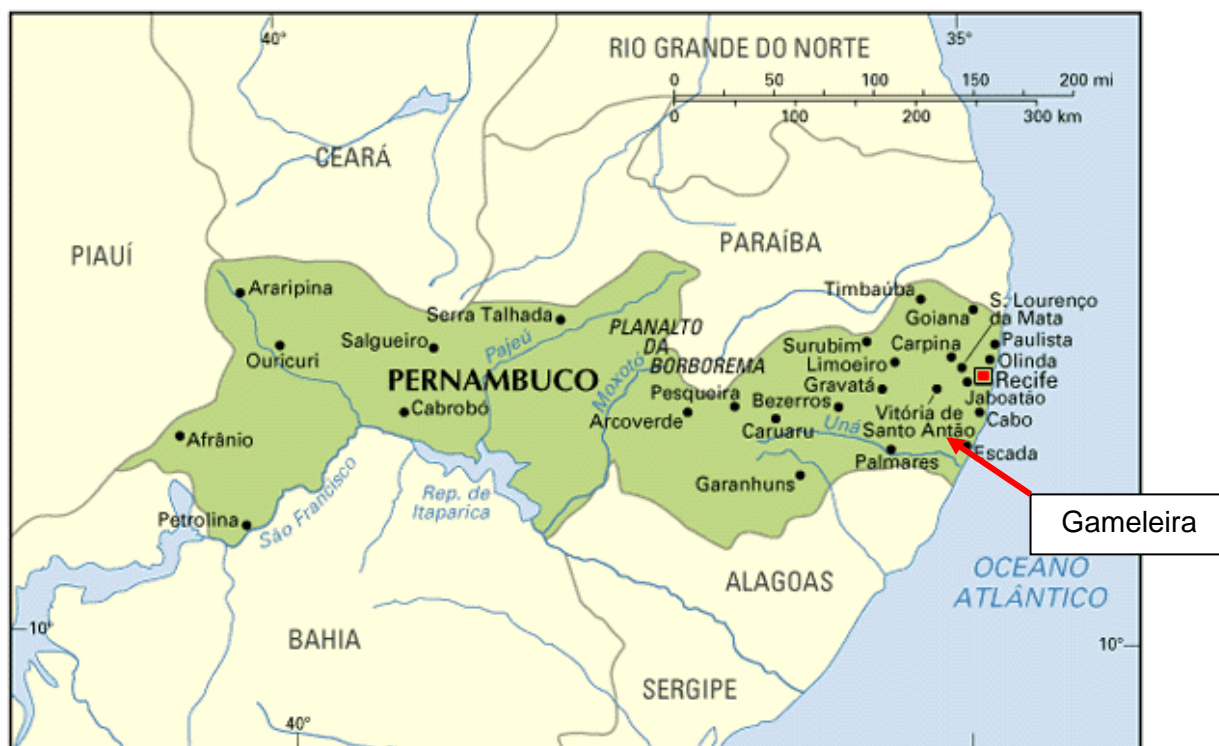 40°
35°
RIO GRANDE DO NORTE
0 50 100 150 200 mi
0 100 200 300 km
CEARÁ
PIAUÍ
PARAÍBA
Araripina
Timbaúba
S. Lourenço
da Mata
Goiana
Serra Talhada
PLANALTO
DA
BORBOREMA
Ouricuri
Salgueiro
Pajeú
Surubim
Carpina
Paulista
Limoeiro
Olinda
PERNAMBUCO
Moxotó
Gravatá
Recife
Pesqueira
Bezerros
Jaboatão
Cabrobó
Arcoverde
Caruaru
Uná
Vitória de
Santo Antão
Cabo
Afrânio
Palmares
Escada
Garanhuns
Petrolina
São Francisco
Rep. de
Itaparica
Gameleira
ALAGOAS
OCEANO
ATLÂNTICO
10°
BAHIA
10°
SERGIPE
40°